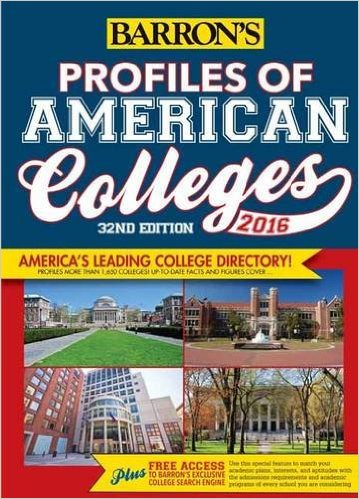 BARRON'S
PROFILES OF
AMERICAN
Colleges
32ND EDITION 2016
AMERICA'S LEADING COLLEGE DIRECTORY!
PROFILES MORE THAN 1,650 COLLEGES! UP-TO-DATE FACTS AND FIGURES COVER...
Plus
FREE ACCESS
TO BARRON'S EXCLUSIVE
COLLEGE SEARCH ENGINE
Use this special feature to match your
academic plans, interests, and aptitudes with
the admissions requirements and academic
programs of every school you are considering